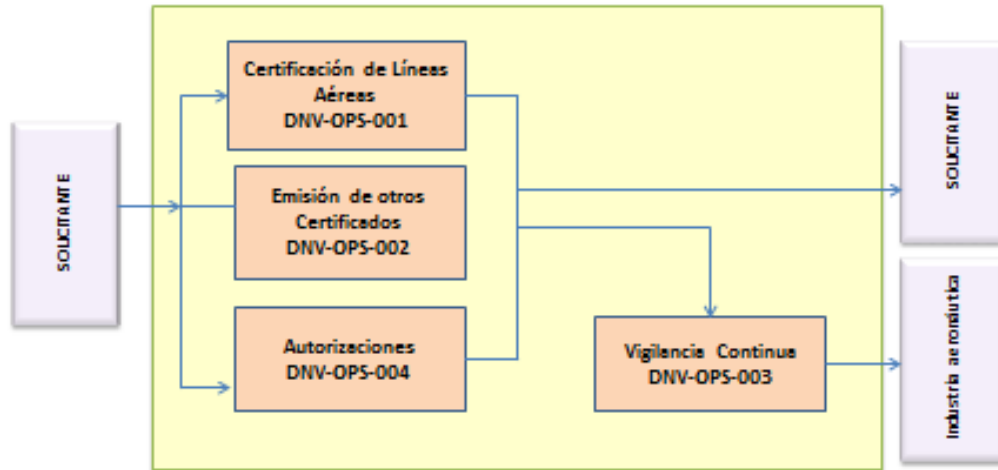 SOLICITANTE
Certificación de Líneas
Aéreas
DNV-OPS-001
Emisión de otros
Certificados
DNV-OPS-002
Autorizaciones
DNV-OPS-004
Vigilancia Continua
DNV-OPS-003
SOLICITANTE
Industria aeronáutica